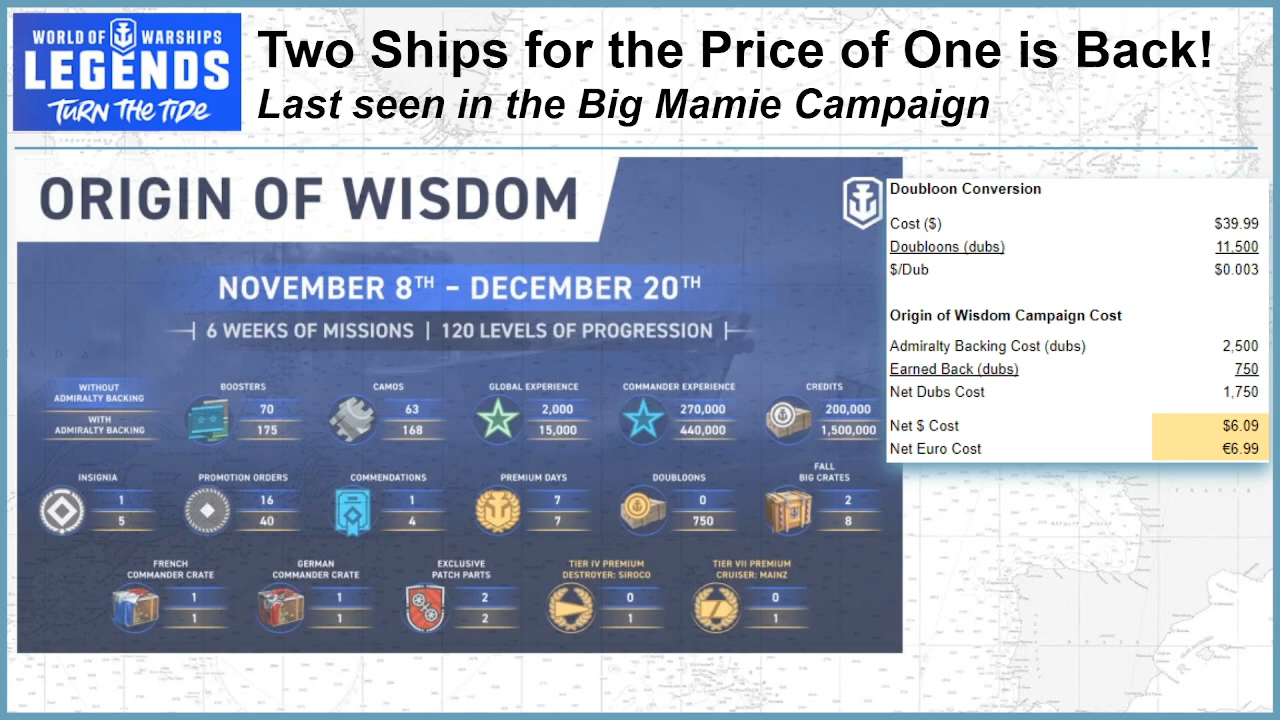 WORLD OF WARSHIPS
LEGENDS
TURN THE TIDE
Two Ships for the Price of One is Back!
Last seen in the Big Mamie Campaign
ORIGIN OF WISDOM
NOVEMBER 8TH - DECEMBER 20TH
6 WEEKS OF MISSIONS | 120 LEVELS OF PROGRESSION
WITHOUT
ADMIRALTY BACKING
WITH
ADMIRALTY BACKING
BOOSTERS
70
175
CAMOS
63
168
GLOBAL EXPERIENCE
2,000
15,000
COMMANDER EXPERIENCE
270,000
440,000
CREDITS
200,000
1,500,000
INSIGNIA
1
5
PROMOTION ORDERS
16
40
COMMENDATIONS
1
4
PREMIUM DAYS
7
7
DOUBLOONS
0
750
FALL
BIG CRATES
2
8
FRENCH
COMMANDER CRATE
1
1
GERMAN
COMMANDER CRATE
1
1
EXCLUSIVE
PATCH PARTS
2
2
TIER IV PREMIUM
DESTROYER: SIROCO
0
1
TIER VII PREMIUM
CRUISER: MAINZ
0
1
Doubloon Conversion
Cost ($) $39.99
Doubloons (dubs) 11,500
$/Dub $0.003
Origin of Wisdom Campaign Cost
Admiralty Backing Cost (dubs) 2,500
Earned Back (dubs) 750
Net Dubs Cost 1,750
Net $ Cost $6.09
Net Euro Cost €6.99